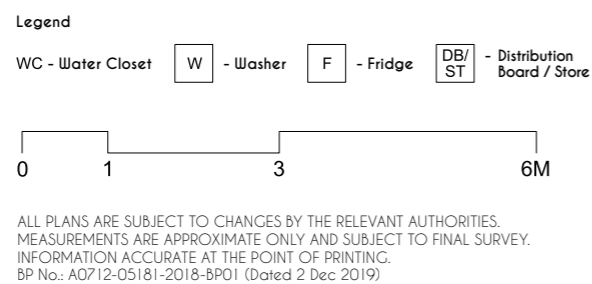 Legend
WC - Water Closet W - Washer F - Fridge DB/ ST - Distribution Board / Store
0 1 3 6M
ALL PLANS ARE SUBJECT TO CHANGES BY THE RELEVANT AUTHORITIES.
MEASUREMENTS ARE APPROXIMATE ONLY AND SUBJECT TO FINAL SURVEY.
INFORMATION ACCURATE AT THE POINT OF PRINTING.
BP No.: A0712-05181-2018-BP01 (Dated 2 Dec 2019)